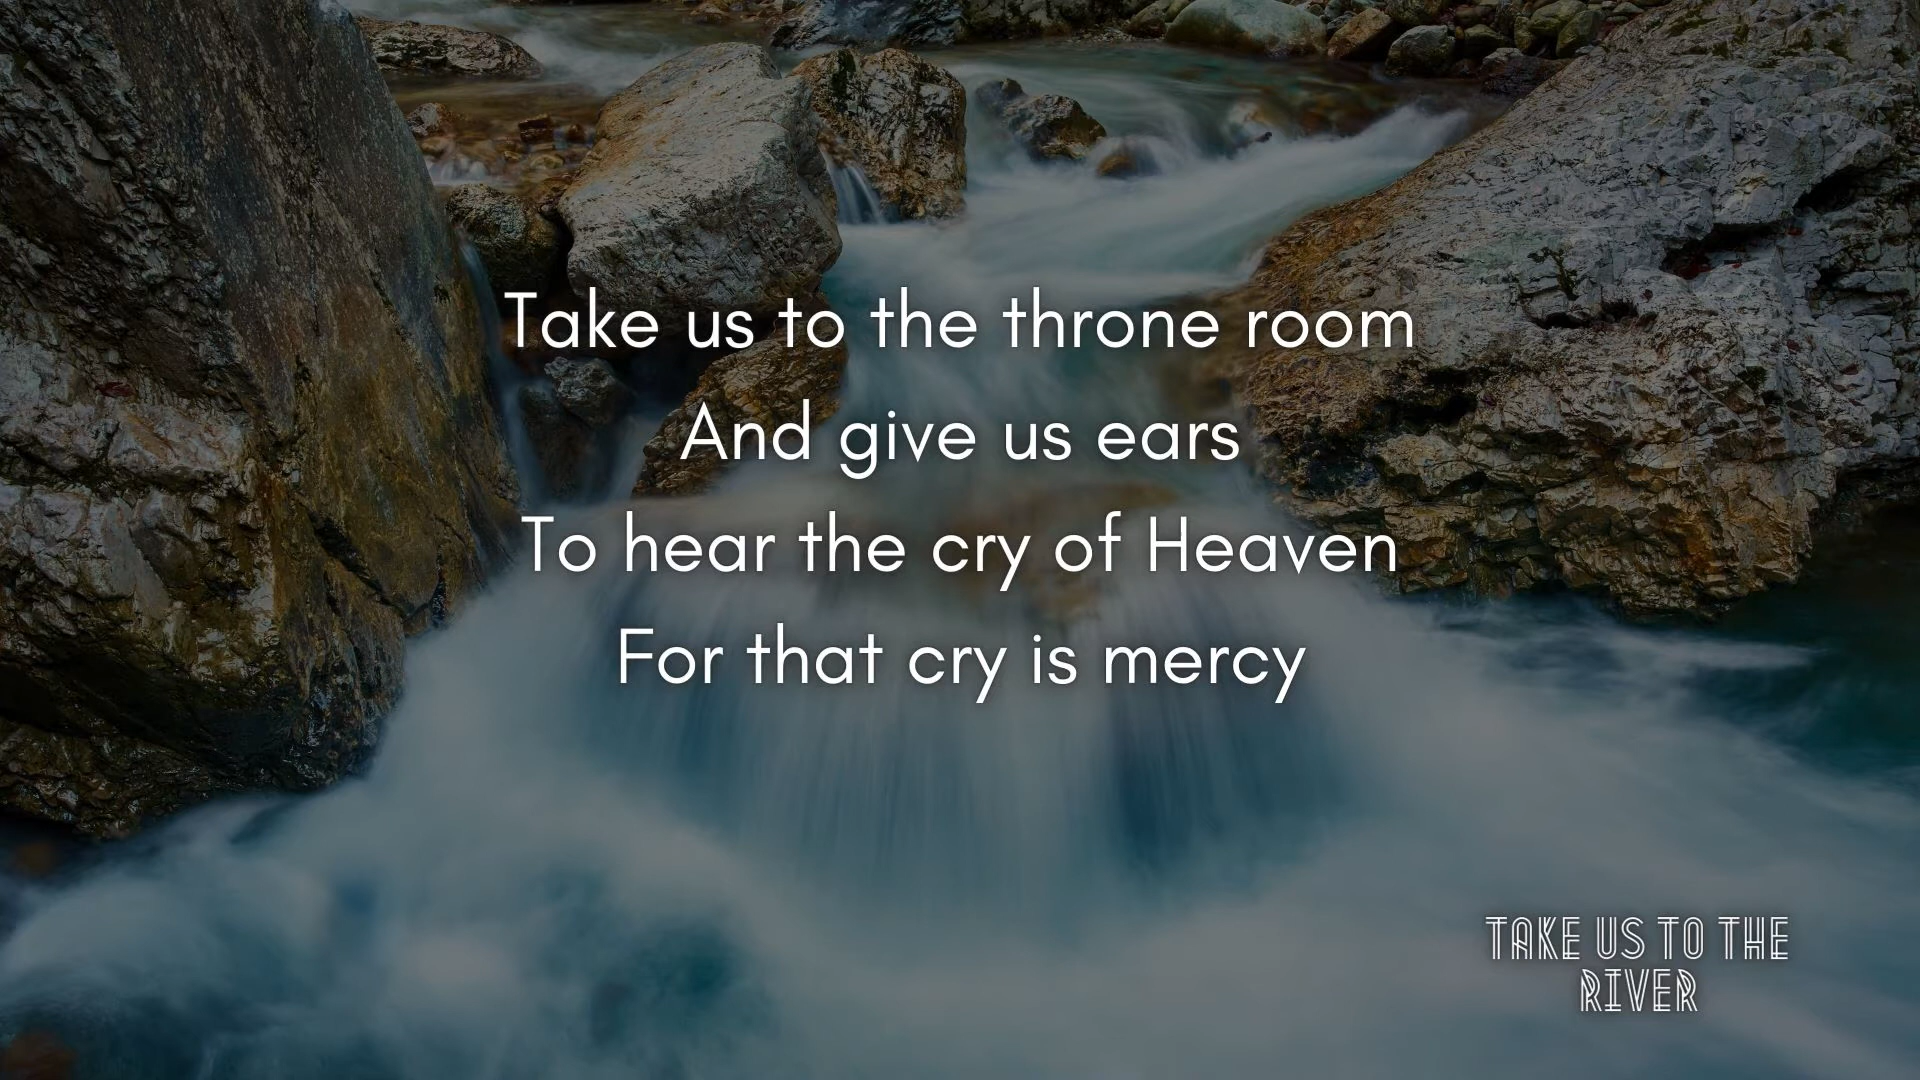 Take us to the throne room
And give us ears
To hear the cry of Heaven
For that cry is mercy
TAKE US TO THE
RIVER